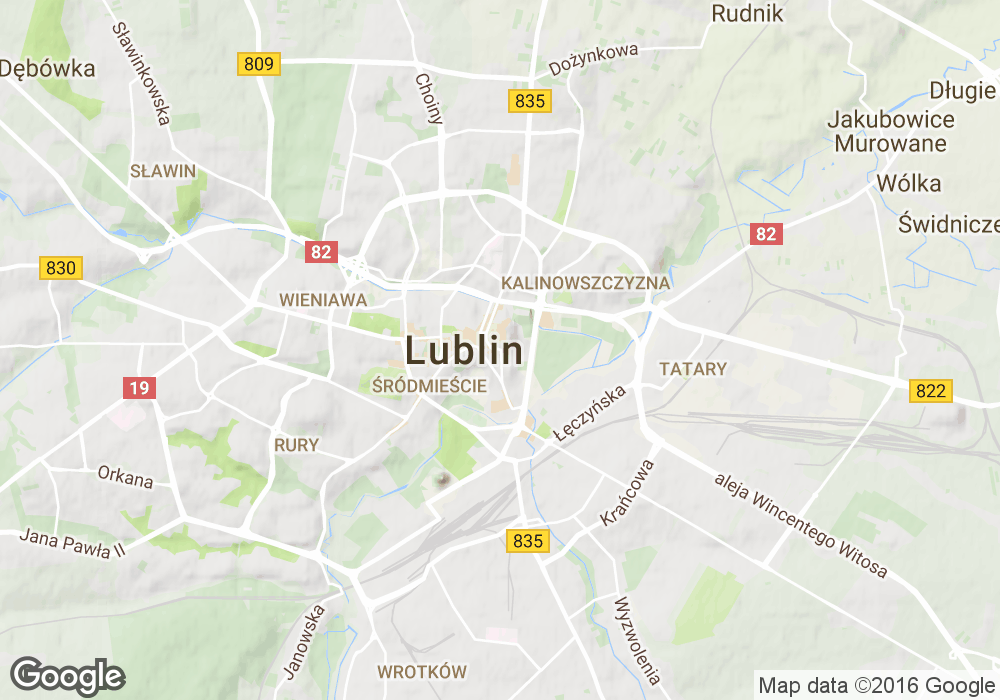 Rudnik
Dożynkowa
Sławinkowska
809
Dębówka
Choiny
835
Długie
Jakubowice
Murowane
SŁAWIN
Wólka
Świdnicze
82
82
830
KALINOWSZCZYZNA
WIENIAWA
Lublin
TATARY
ŚRÓDMIEŚCIE
19
822
Łęczyńska
RURY
Orkana
Krańcowa
aleja Wincentego Witosa
Jana Pawła II
835
Janowska
Wyzwolenia
WROTKÓW
Google
Map data ©2016 Google